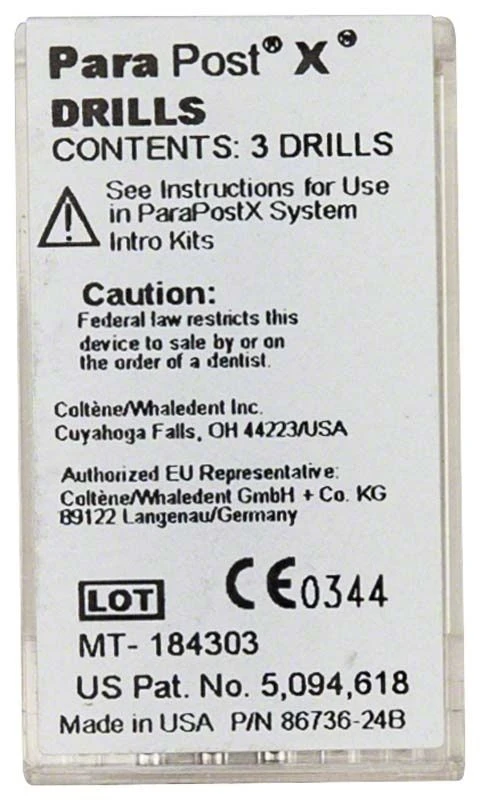 Para Post® X®
DRILLS
CONTENTS: 3 DRILLS
See Instructions for Use
in ParaPostX System
Intro Kits
Caution:
Federal law restricts this
device to sale by or on
the order of a dentist.
Coltène/Whaledent Inc.
Cuyahoga Falls, OH 44223/USA
Authorized EU Representative:
Coltène/Whaledent GmbH + Co. KG
89122 Langenau/Germany
LOT CE0344
MT- 184303
US Pat. No. 5,094,618
Made in USA P/N 86736-24B